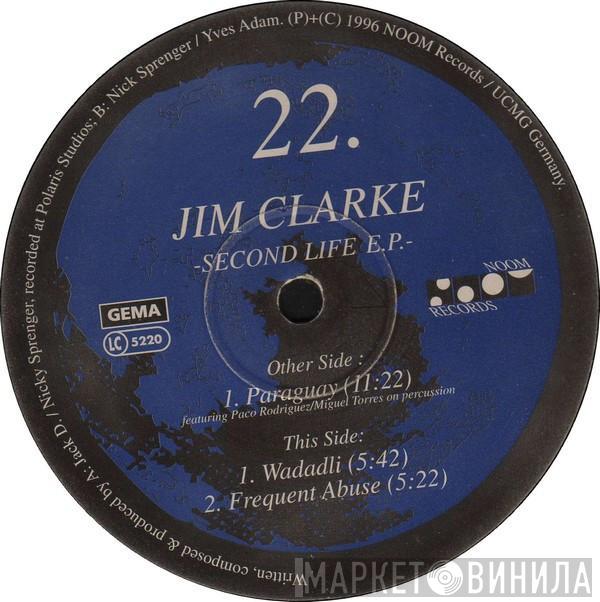 Written, composed & produced by A. Jack D. / Nicky Sprenger, recorded at Polaris Studios; B: Nick Sprenger / Yves Adam. (P)+(C) 1996 NOOM Records / UCMG Germany.
22.
JIM CLARKE
-SECOND LIFE E.P.-
GEMA
LC 5220
NOOM
RECORDS
Other Side :
1. Paraguay (11:22)
featuring Paco Rodriguez/Miguel Torres on percussion
This Side:
1. Wadadli (5:42)
2. Frequent Abuse (5:22)
МАРКЕТ ВИНИЛА